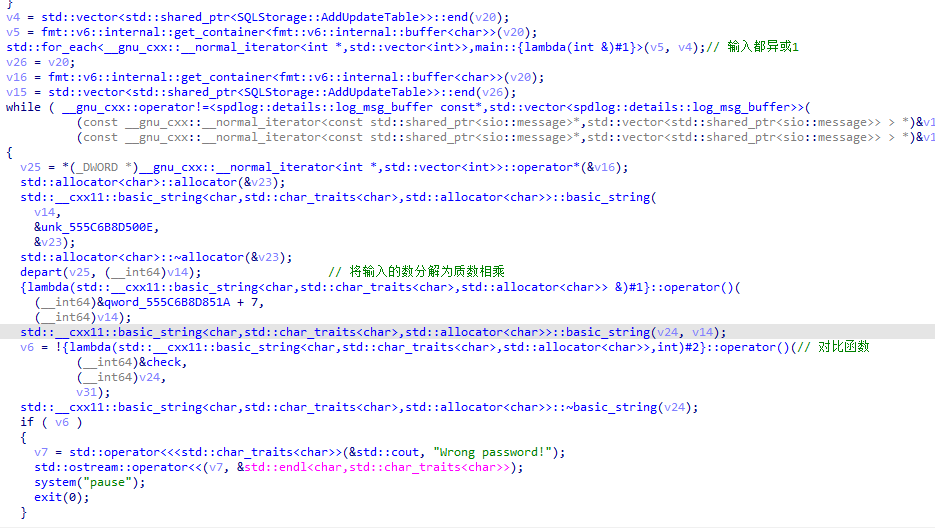 }
v4 = std::vector<std::shared_ptr<SQLStorage::AddUpdateTable>>::end(v20);
v5 = fmt::v6::internal::get_container<fmt::v6::internal::buffer<char>>(v20);
std::for_each<__gnu_cxx::__normal_iterator<int *,std::vector<int>>,main::{lambda(int &)#1}>(v5, v4);// 输入都异或1
v26 = v20;
v16 = fmt::v6::internal::get_container<fmt::v6::internal::buffer<char>>(v20);
v15 = std::vector<std::shared_ptr<SQLStorage::AddUpdateTable>>::end(v26);
while ( __gnu_cxx::operator!=<spdlog::details::log_msg_buffer const*,std::vector<spdlog::details::log_msg_buffer>>(
(const __gnu_cxx::__normal_iterator<const std::shared_ptr<sio::message>*,std::vector<std::shared_ptr<sio::message>> > *)&v1
(const __gnu_cxx::__normal_iterator<const std::shared_ptr<sio::message>*,std::vector<std::shared_ptr<sio::message>> > *)&v1
{
v25 = *(_DWORD *)__gnu_cxx::__normal_iterator<int *,std::vector<int>>::operator*(&v16);
std::allocator<char>::allocator(&v23);
std::__cxx11::basic_string<char,std::char_traits<char>,std::allocator<char>>::basic_string(
v14,
&unk_555C6B8D500E,
&v23);
std::allocator<char>::~allocator(&v23);
depart(v25, (__int64)v14); // 将输入的数分解为质数相乘
{lambda(std::__cxx11::basic_string<char,std::char_traits<char>,std::allocator<char>> &)#1}::operator()(
(__int64)&qword_555C6B8D851A + 7,
(__int64)v14);
std::__cxx11::basic_string<char,std::char_traits<char>,std::allocator<char>>::basic_string(v24, v14);
v6 = !{lambda(std::__cxx11::basic_string<char,std::char_traits<char>,std::allocator<char>>,int)#2}::operator()(// 对比函数
(__int64)&check,
(__int64)v24,
v31);
std::__cxx11::basic_string<char,std::char_traits<char>,std::allocator<char>>::~basic_string(v24);
if ( v6 )
{
v7 = std::operator<<<std::char_traits<char>>(&std::cout, "Wrong password!");
std::ostream::operator<<(v7, &std::endl<char,std::char_traits<char>>);
system("pause");
exit(0);
}